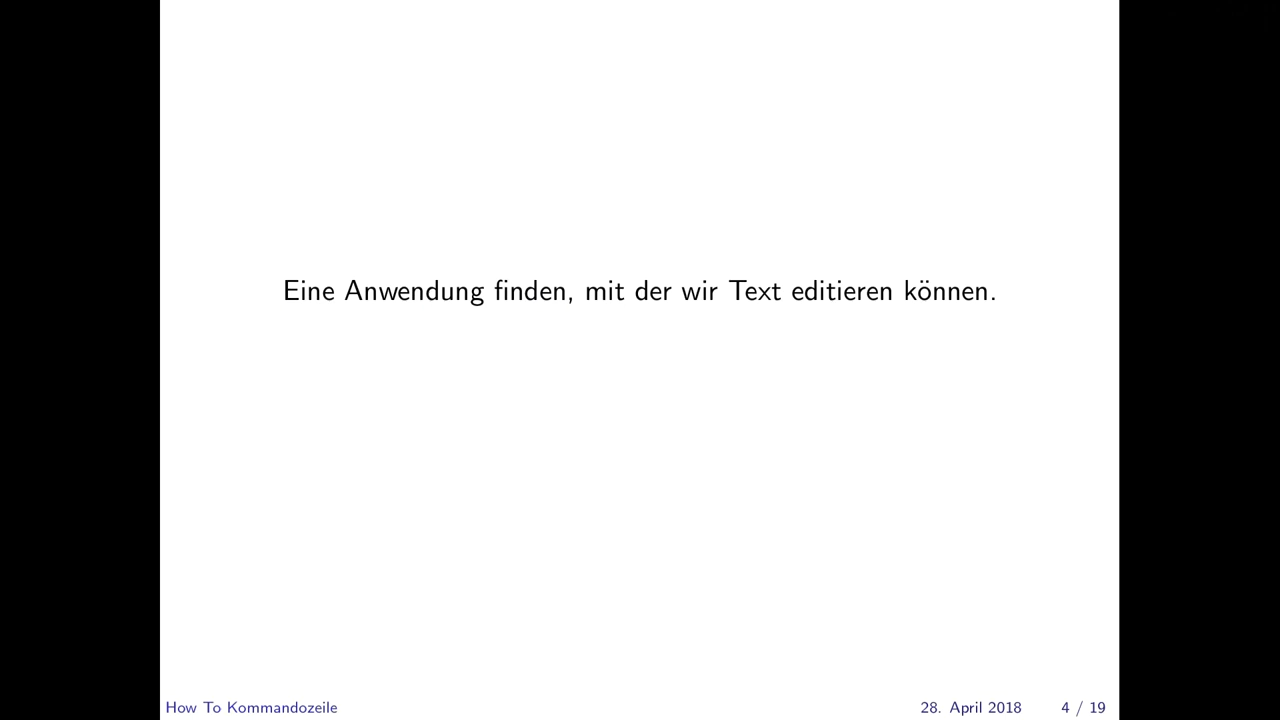 Eine Anwendung finden, mit der wir Text editieren können.
How To Kommandozeile 28. April 2018 4 / 19